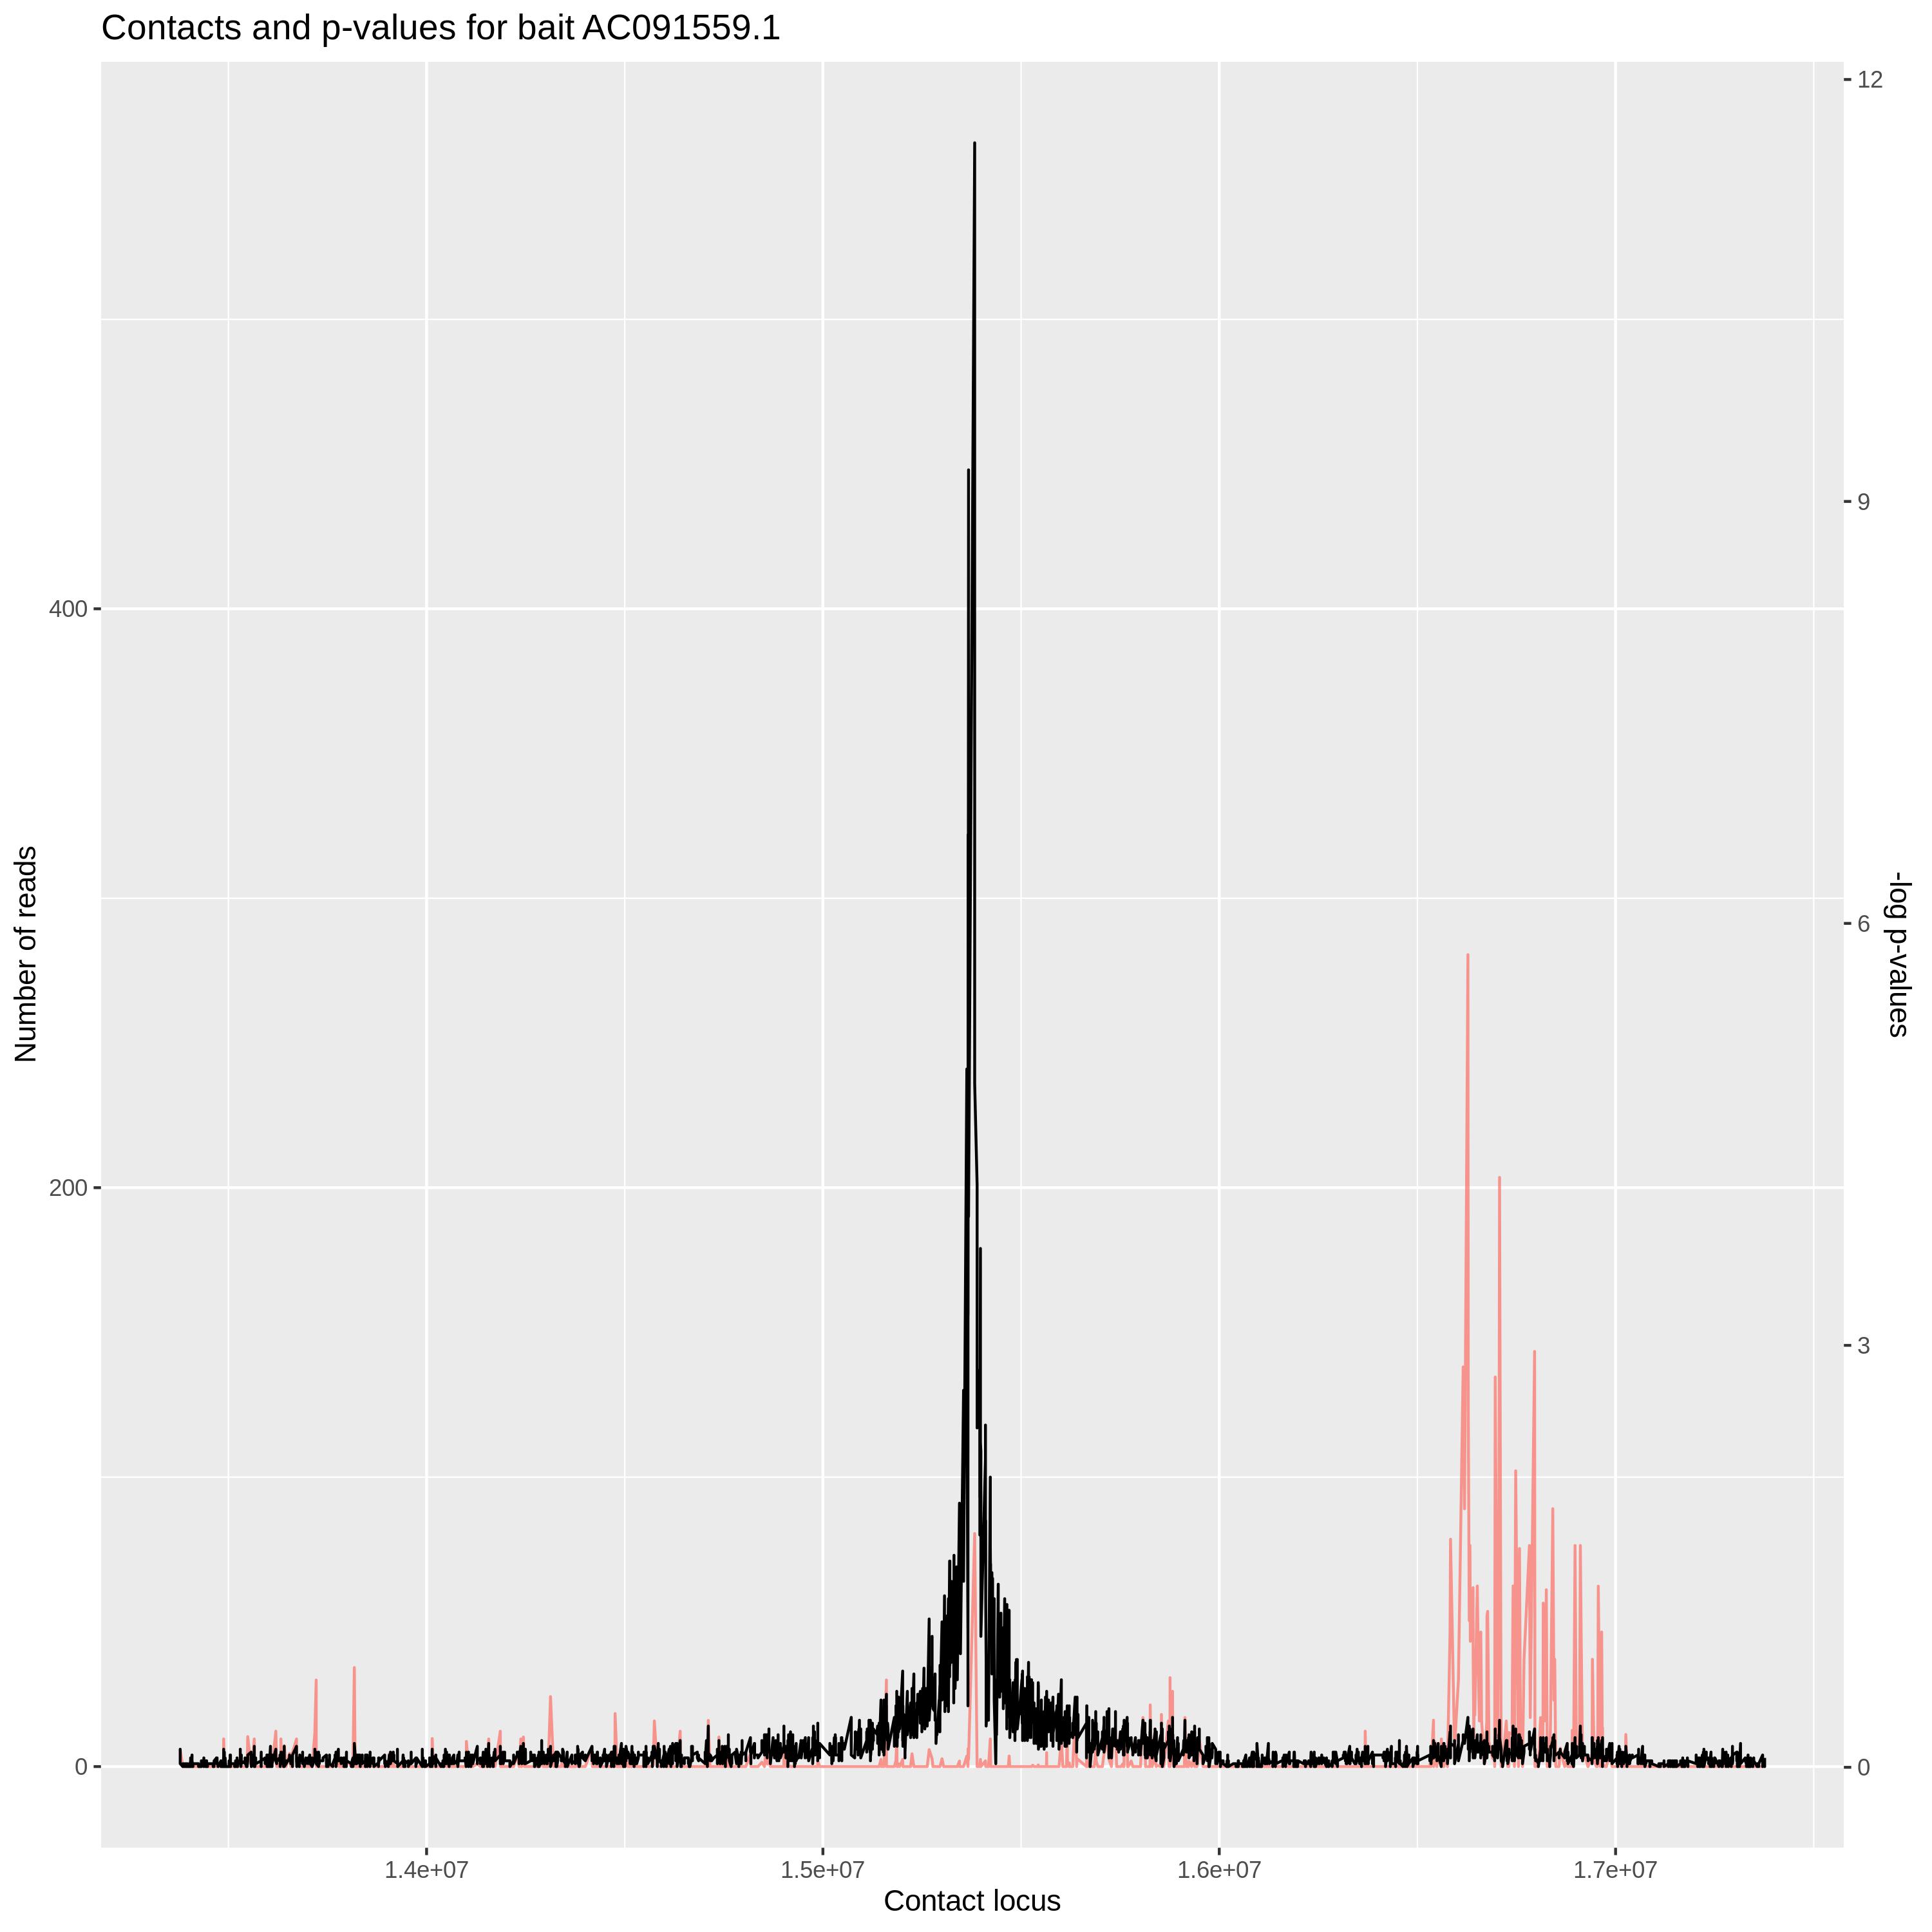 Contacts and p-values for bait AC091559.1
Number of reads
400
200
0
12
9
6
3
0
-log p-values
1.4e+07
1.5e+07
1.6e+07
1.7e+07
Contact locus